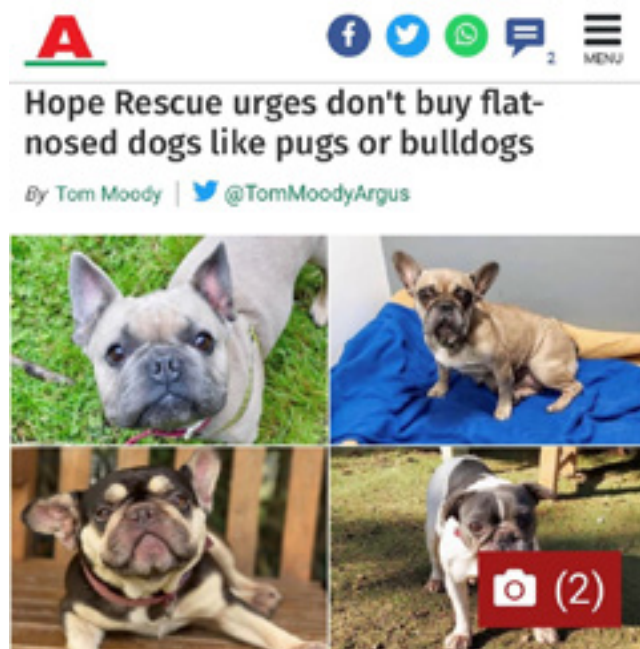 A
2
MENU
Hope Rescue urges don't buy flat-
nosed dogs like pugs or bulldogs
By Tom Moody | @TomMoodyArgus
(2)